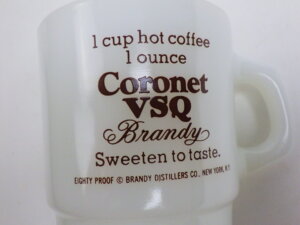 1 cup hot coffee
1 ounce
Coronet
VSQ
Brandy
Sweeten to taste.
EIGHTY PROOF © BRANDY DISTILLERS CO., NEW YORK, N.Y.